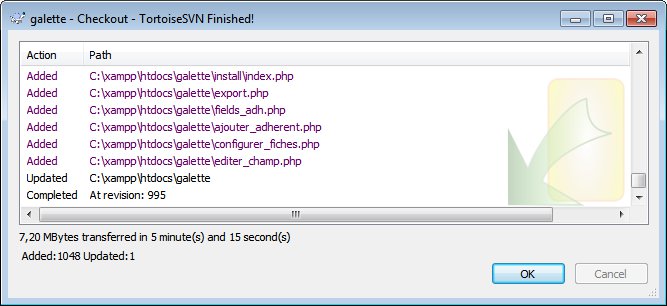 galette - Checkout - TortoiseSVN Finished!
Action Path
Added C:\xampp\htdocs\galette\install\index.php
Added C:\xampp\htdocs\galette\export.php
Added C:\xampp\htdocs\galette\fields_adh.php
Added C:\xampp\htdocs\galette\ajouter_adherent.php
Added C:\xampp\htdocs\galette\configurer_fiches.php
Added C:\xampp\htdocs\galette\editer_champ.php
Updated C:\xampp\htdocs\galette
Completed At revision: 995
7,20 MBytes transferred in 5 minute(s) and 15 second(s)
Added:1048 Updated:1
OK Cancel